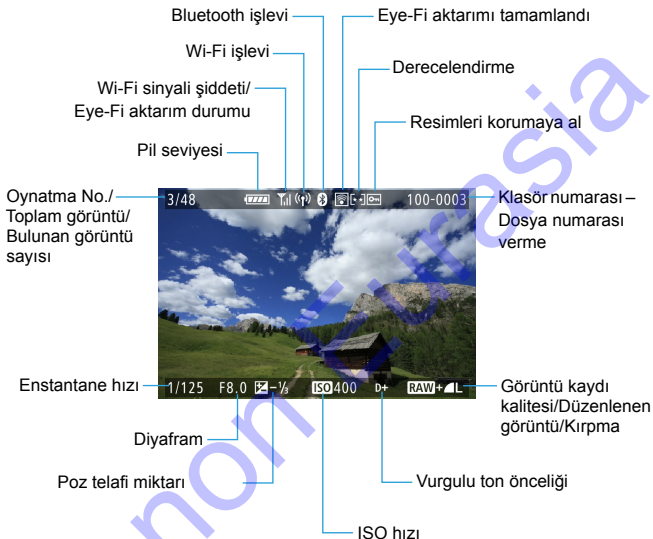 Bluetooth işlevi
Eye-Fi aktarımı tamamlandı
Wi-Fi işlevi
Derecelendirme
Wi-Fi sinyali şiddeti/
Eye-Fi aktarım durumu
Resimleri korumaya al
Pil seviyesi
Oynatma No./
Toplam görüntü/
Bulunan görüntü
sayısı
3/48
100-0003
Klasör numarası –
Dosya numarası
verme
Enstantane hızı
1/125 F8.0 -1/3 ISO 400 D+ RAW+L
Görüntü kaydı
kalitesi/Düzenlenen
görüntü/Kırpma
Diyafram
Poz telafi miktarı
Vurgulu ton önceliği
ISO hızı